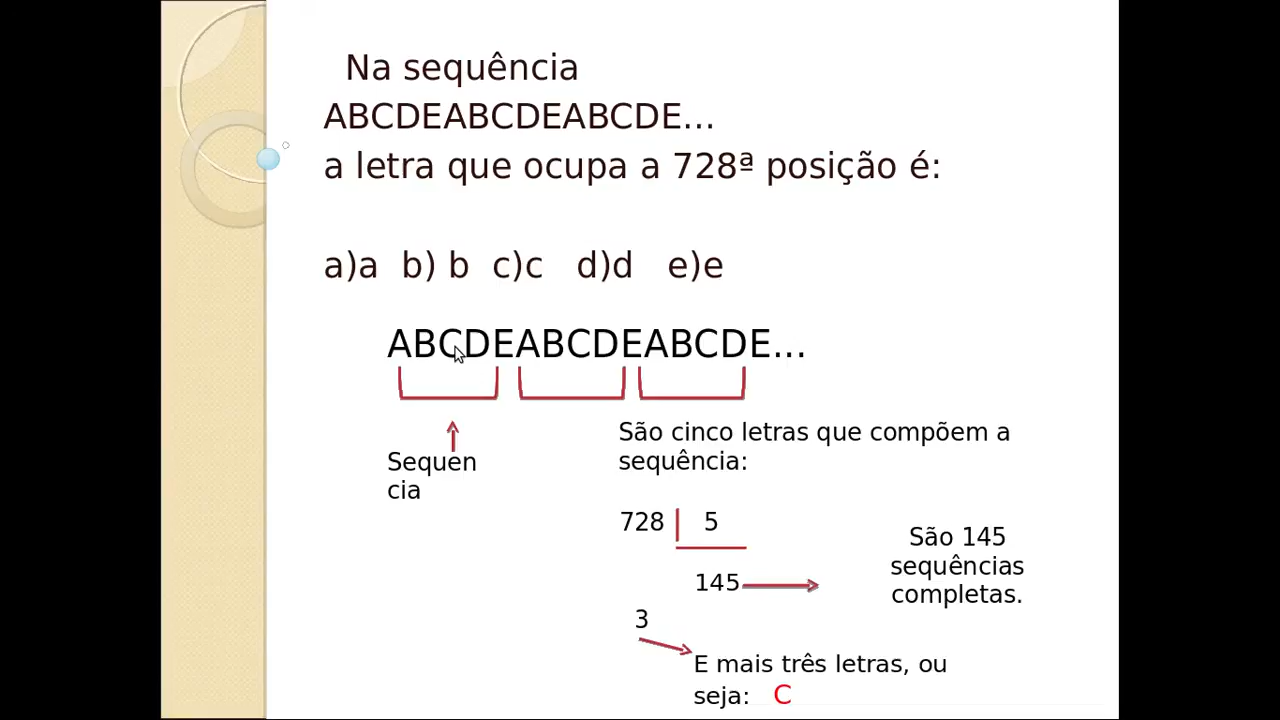 Na sequência
ABCDEABCDEABCDE...
a letra que ocupa a 728ª posição é:
a)a b) b c)c d)d e)e
ABCDEABCDEABCDE...
Sequen
cia
São cinco letras que compõem a
sequência:
728 5
145
3
São 145
sequências
completas.
E mais três letras, ou
seja: C